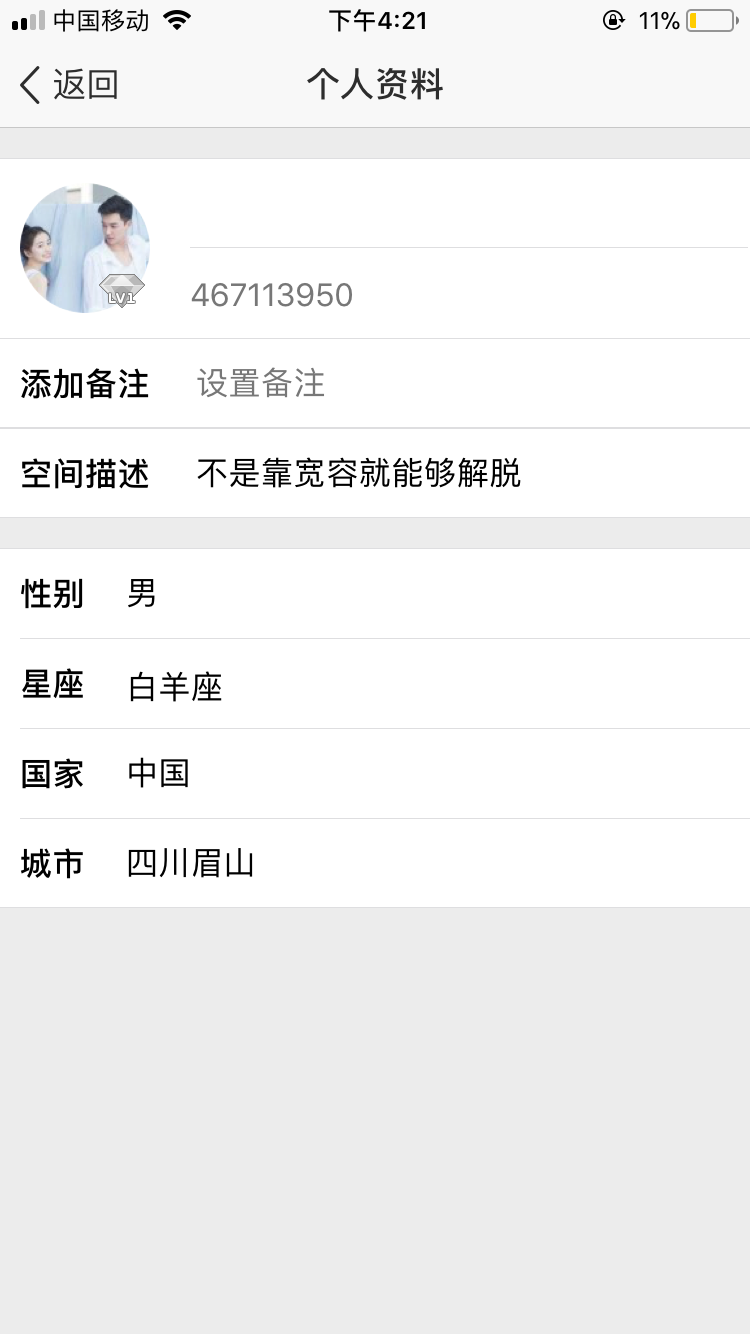 中国移动 下午4:21 11%
返回 个人资料
LV1
467113950
添加备注 设置备注
空间描述 不是靠宽容就能够解脱
性别 男
星座 白羊座
国家 中国
城市 四川眉山